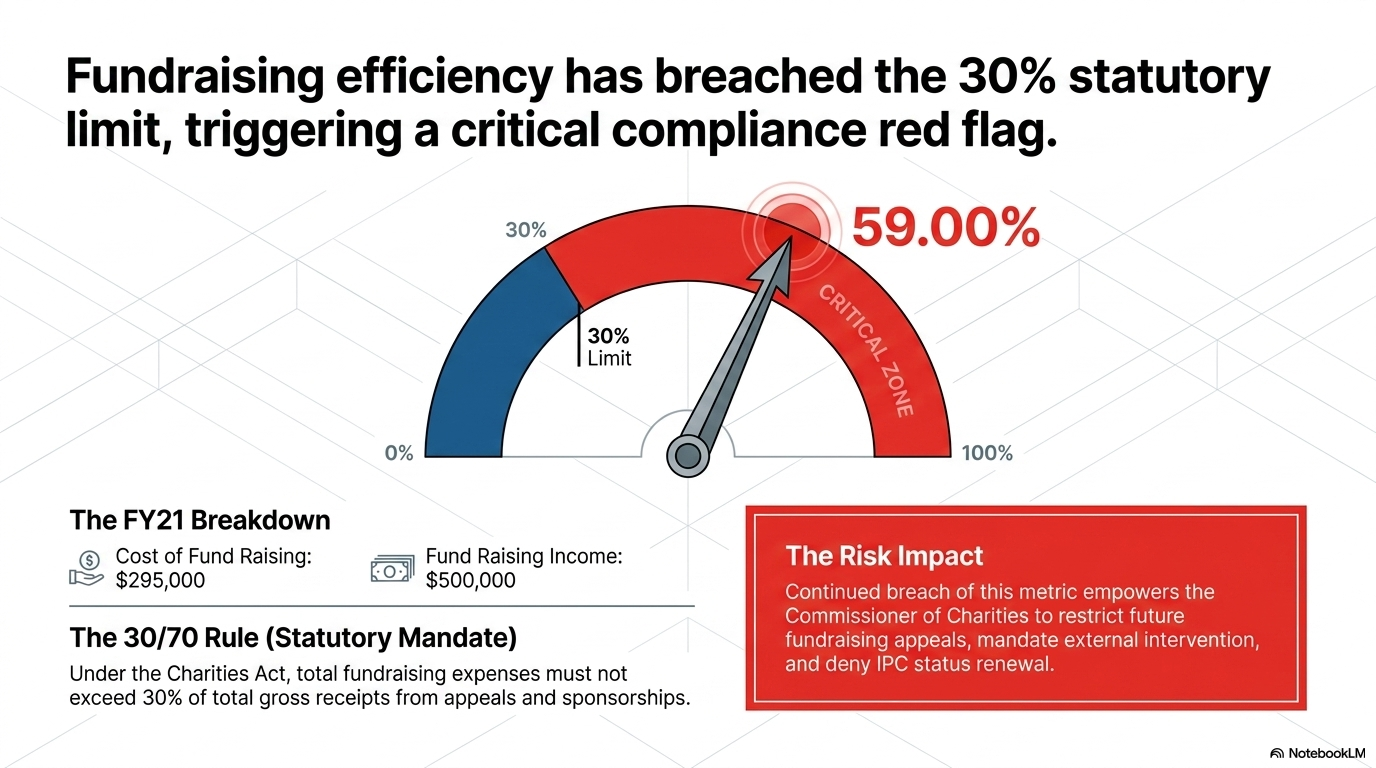 Fundraising efficiency has breached the 30% statutory
limit, triggering a critical compliance red flag.
30%
59.00%
CRITICAL ZONE
30%
Limit
0%
100%
The FY21 Breakdown
Cost of Fund Raising:
$295,000
Fund Raising Income:
$500,000
The 30/70 Rule (Statutory Mandate)
Under the Charities Act, total fundraising expenses must not
exceed 30% of total gross receipts from appeals and sponsorships.
The Risk Impact
Continued breach of this metric empowers the
Commissioner of Charities to restrict future
fundraising appeals, mandate external intervention,
and deny IPC status renewal.
NotebookLM